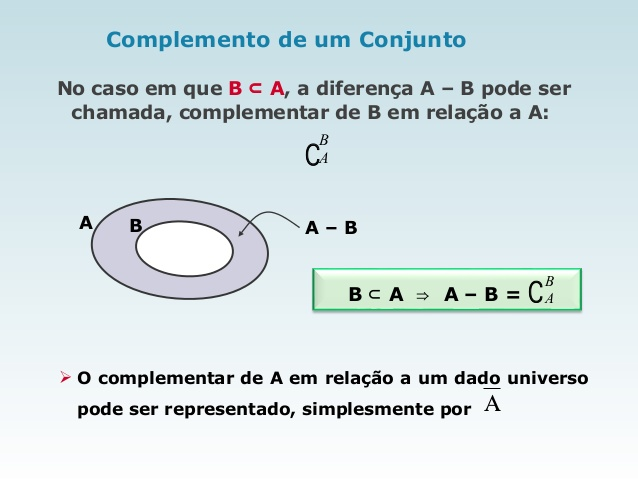 Complemento de um Conjunto
No caso em que B ⊂ A, a diferença A – B pode ser
chamada, complementar de B em relação a A:
C_A^B
A B A – B
B ⊂ A ⇒ A – B = C_A^B
O complementar de A em relação a um dado universo
pode ser representado, simplesmente por A̅